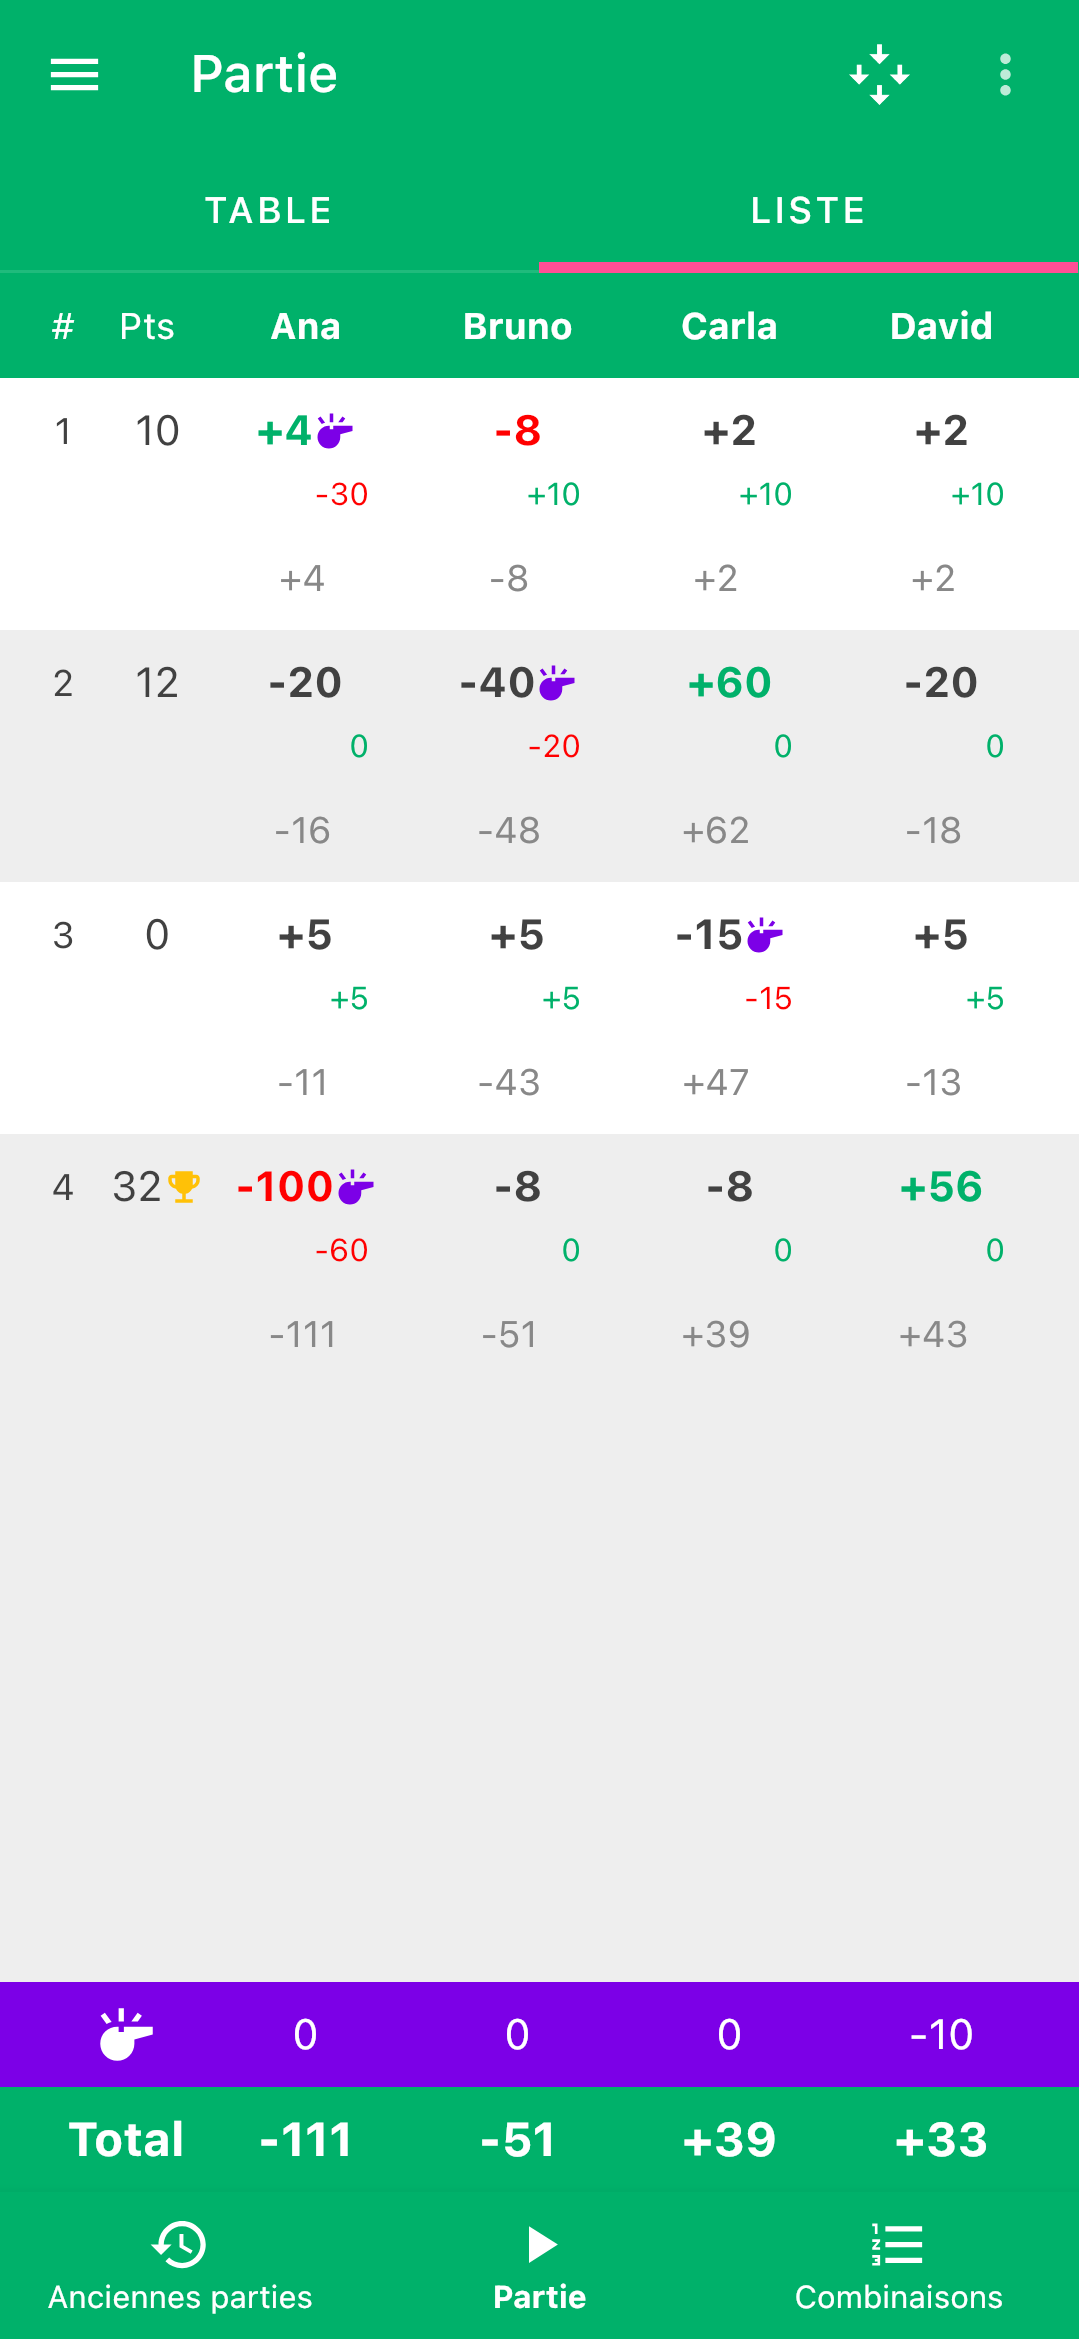 Partie
TABLE LISTE
# Pts Ana Bruno Carla David
1 10 +4 -8 +2 +2
-30 +10 +10 +10
+4 -8 +2 +2
2 12 -20 -40 +60 -20
0 -20 0 0
-16 -48 +62 -18
3 0 +5 +5 -15 +5
+5 +5 -15 +5
-11 -43 +47 -13
4 32 -100 -8 -8 +56
-60 0 0 0
-111 -51 +39 +43
0 0 0 -10
Total -111 -51 +39 +33
Anciennes parties Partie Combinaisons